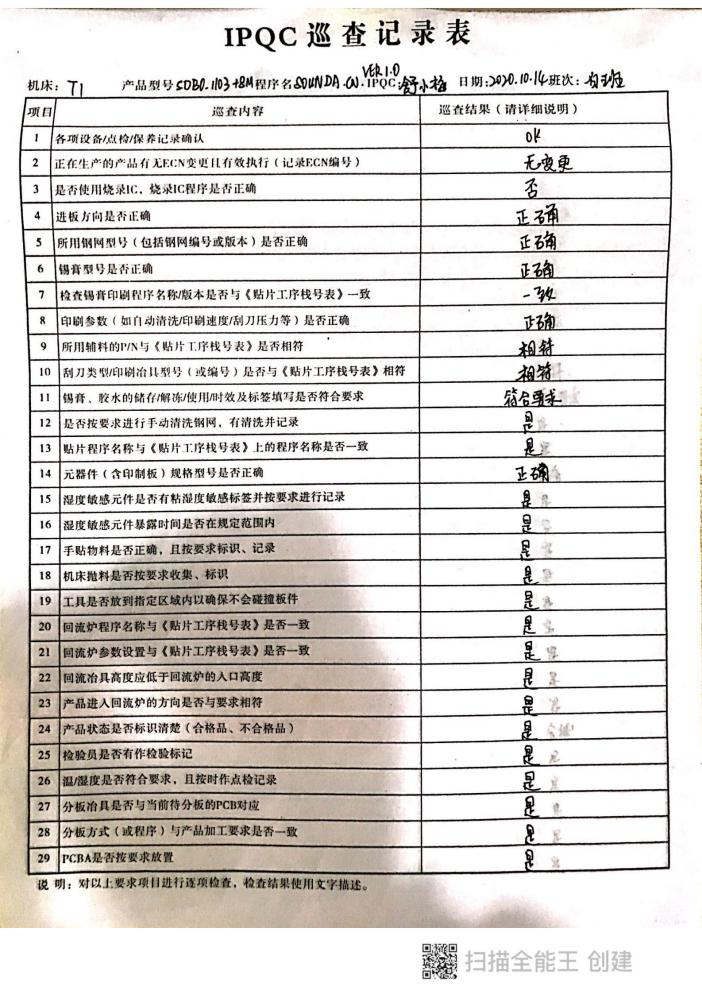 IPQC 巡查记录表
VER1.0
机床: T1 产品型号SDB0.1103+8M程序名SOUNDA.CN.IPQC: 日期:2020.10.14班次: 白班
项目 巡查内容 巡查结果（请详细说明）
1 各项设备/点检/保养记录确认 OK
2 正在生产的产品有无ECN变更且有效执行（记录ECN编号） 无变更
3 是否使用烧录IC，烧录IC程序是否正确 否
4 进板方向是否正确 正确
5 所用钢网型号（包括钢网编号或版本）是否正确 正确
6 锡膏型号是否正确 正确
7 检查锡膏印刷程序名称/版本是否与《贴片工序栈号表》一致 一致
8 印刷参数（如自动清洗/印刷速度/刮刀压力等）是否正确 正确
9 所用辅料的P/N与《贴片工序栈号表》是否相符 相符
10 刮刀类型/印刷冶具型号（或编号）是否与《贴片工序栈号表》相符 相符
11 锡膏、胶水的储存/解冻/使用/时效及标签填写是否符合要求 符合要求
12 是否按要求进行手动清洗钢网，有清洗并记录 是
13 贴片程序名称与《贴片工序栈号表》上的程序名称是否一致 是
14 元器件（含印制板）规格型号是否正确 正确
15 湿度敏感元件是否有粘湿度敏感标签并按要求进行记录 是
16 湿度敏感元件暴露时间是否在规定范围内 是
17 手贴物料是否正确，且按要求标识、记录 是
18 机床抛料是否按要求收集、标识 是
19 工具是否放到指定区域内以确保不会碰撞板件 是
20 回流炉程序名称与《贴片工序栈号表》是否一致 是
21 回流炉参数设置与《贴片工序栈号表》是否一致 是
22 回流冶具高度应低于回流炉的入口高度 是
23 产品进入回流炉的方向是否与要求相符 是
24 产品状态是否标识清楚（合格品、不合格品） 是
25 检验员是否有作检验标记 是
26 温/湿度是否符合要求，且按时作点检记录 是
27 分板冶具是否与当前待分板的PCB对应 是
28 分板方式（或程序）与产品加工要求是否一致 是
29 PCBA是否按要求放置 是
说 明：对以上要求项目进行逐项检查，检查结果使用文字描述。
扫描全能王 创建